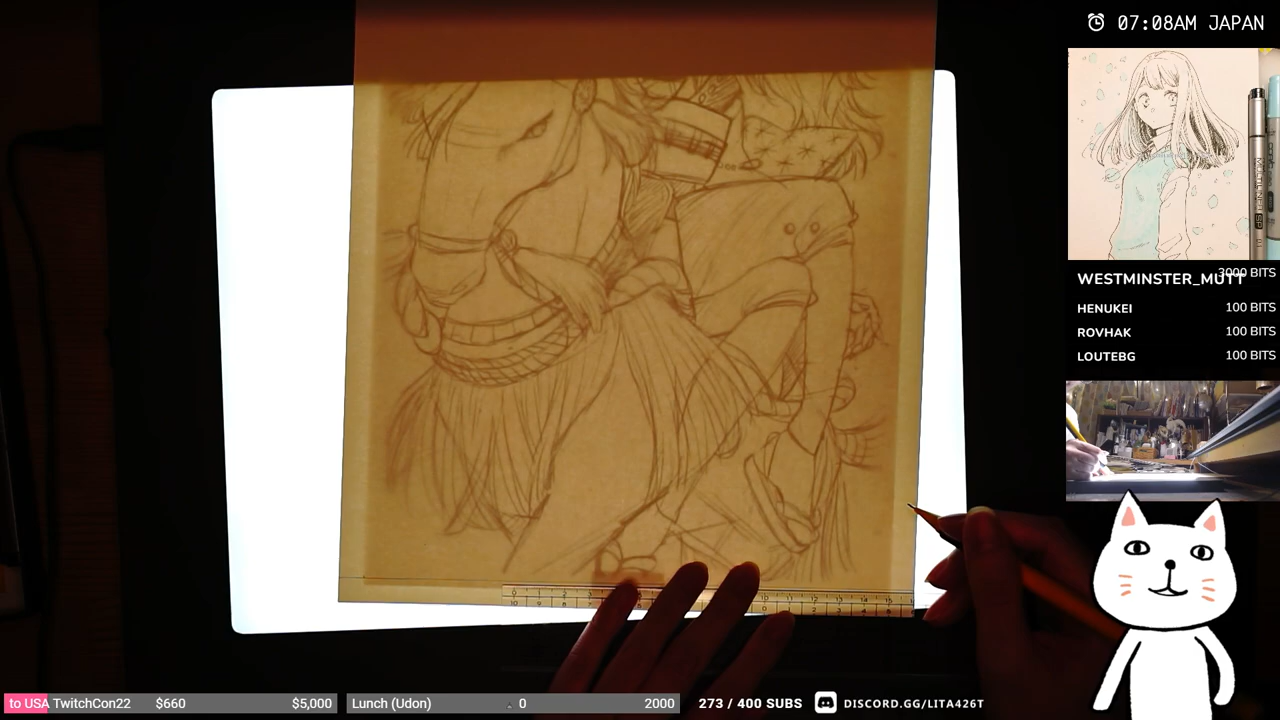 07:08AM JAPAN
3000 BITS
WESTMINSTER_MUTT
HENUKEI 100 BITS
ROVHAK 100 BITS
LOUTEBG 100 BITS
to USA TwitchCon22 $660 $5,000
Lunch (Udon) 0 2000
273 / 400 SUBS
DISCORD.GG/LITA426T